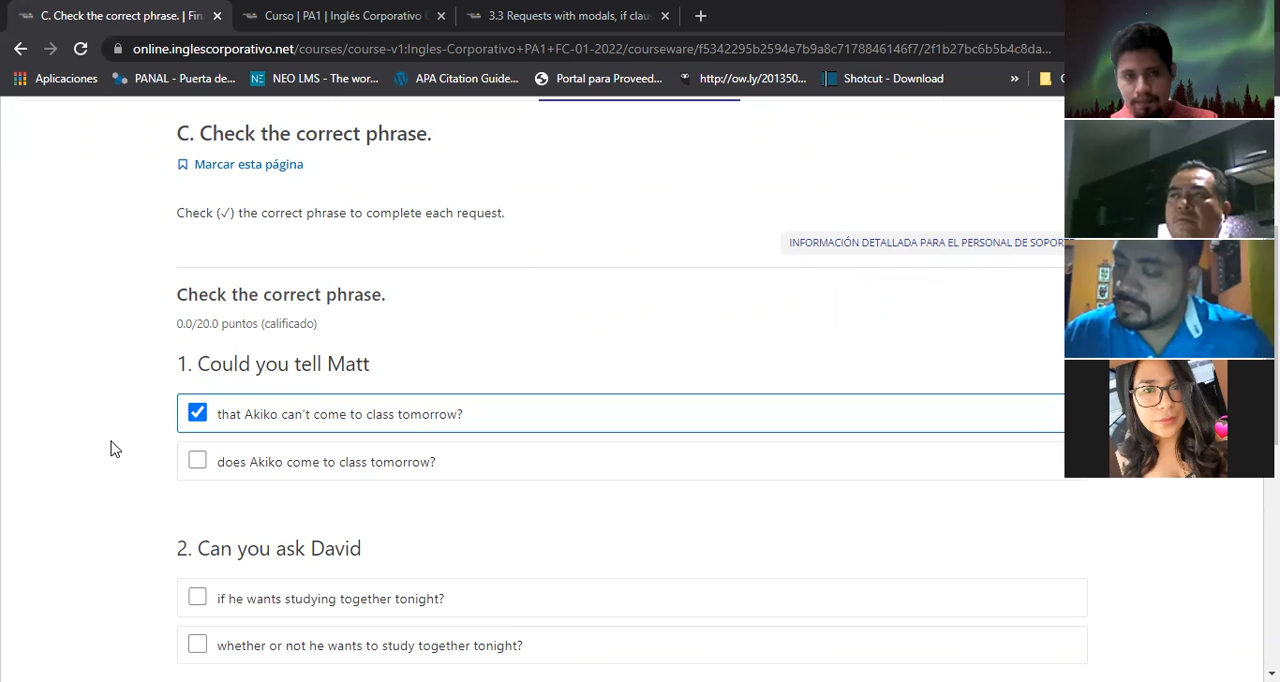 C. Check the correct phrase. | Fin
Curso | PA1 | Inglés Corporativo
3.3 Requests with modals, if clau
online.inglescorporativo.net/courses/course-v1:Ingles-Corporativo+PA1+FC-01-2022/courseware/f5342295b2594e7b9a8c7178846146f7/2f1b27bc6b5b4c8da...
Aplicaciones
PANAL - Puerta de...
NEO LMS - The wor...
APA Citation Guide...
Portal para Proveed...
http://ow.ly/201350...
Shotcut - Download
»
C. Check the correct phrase.
Marcar esta página
Check (✓) the correct phrase to complete each request.
INFORMACIÓN DETALLADA PARA EL PERSONAL DE SOPORTE
Check the correct phrase.
0.0/20.0 puntos (calificado)
1. Could you tell Matt
that Akiko can't come to class tomorrow?
does Akiko come to class tomorrow?
2. Can you ask David
if he wants studying together tonight?
whether or not he wants to study together tonight?